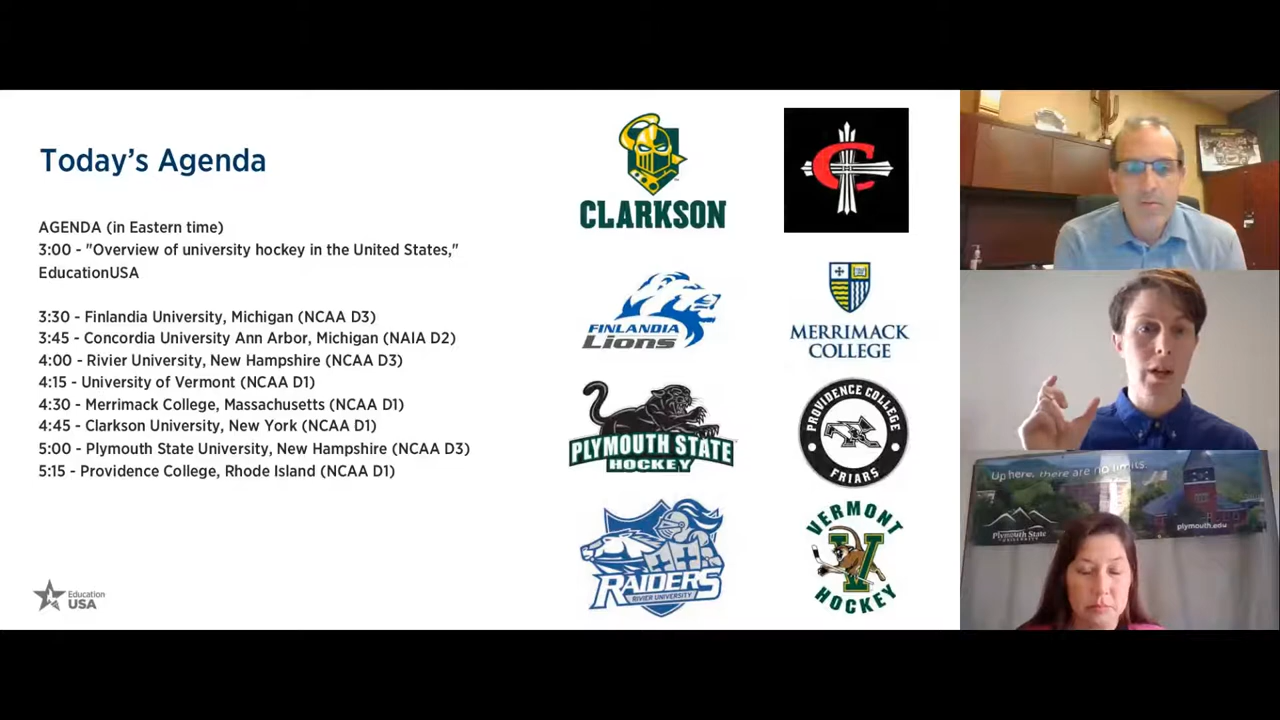 Today's Agenda
AGENDA (in Eastern time)
3:00 - "Overview of university hockey in the United States,"
EducationUSA
3:30 - Finlandia University, Michigan (NCAA D3)
3:45 - Concordia University Ann Arbor, Michigan (NAIA D2)
4:00 - Rivier University, New Hampshire (NCAA D3)
4:15 - University of Vermont (NCAA D1)
4:30 - Merrimack College, Massachusetts (NCAA D1)
4:45 - Clarkson University, New York (NCAA D1)
5:00 - Plymouth State University, New Hampshire (NCAA D3)
5:15 - Providence College, Rhode Island (NCAA D1)
Education
USA
CLARKSON
C
FINLANDIA
Lions
MERRIMACK
COLLEGE
PLYMOUTH STATE
HOCKEY
PROVIDENCE COLLEGE
FRIARS
RAIDERS
RIVIER UNIVERSITY
VERMONT
V
HOCKEY
Up here, there are no limits.
Plymouth State
UNIVERSITY
plymouth.edu